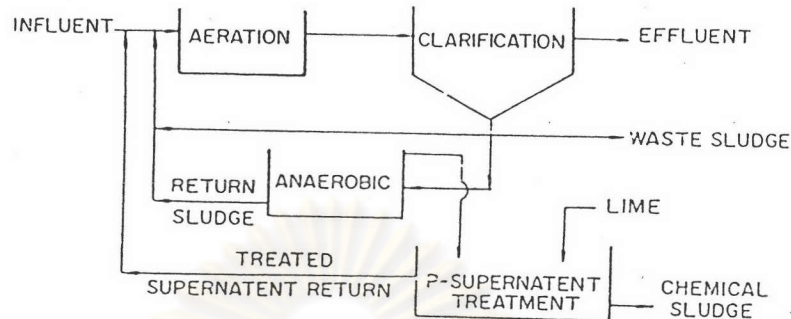 INFLUENT
AERATION
CLARIFICATION
EFFLUENT
WASTE SLUDGE
ANAEROBIC
RETURN
SLUDGE
LIME
TREATED
SUPERNATENT RETURN
P-SUPERNATENT
TREATMENT
CHEMICAL
SLUDGE